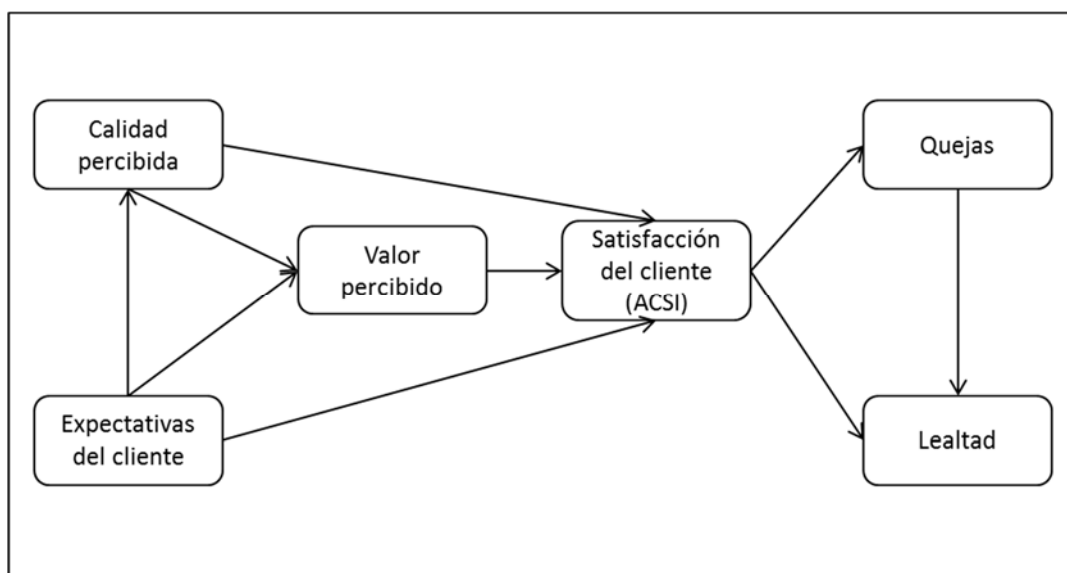 Calidad
percibida
Quejas
Valor
percibido
Satisfacción
del cliente
(ACSI)
Expectativas
del cliente
Lealtad